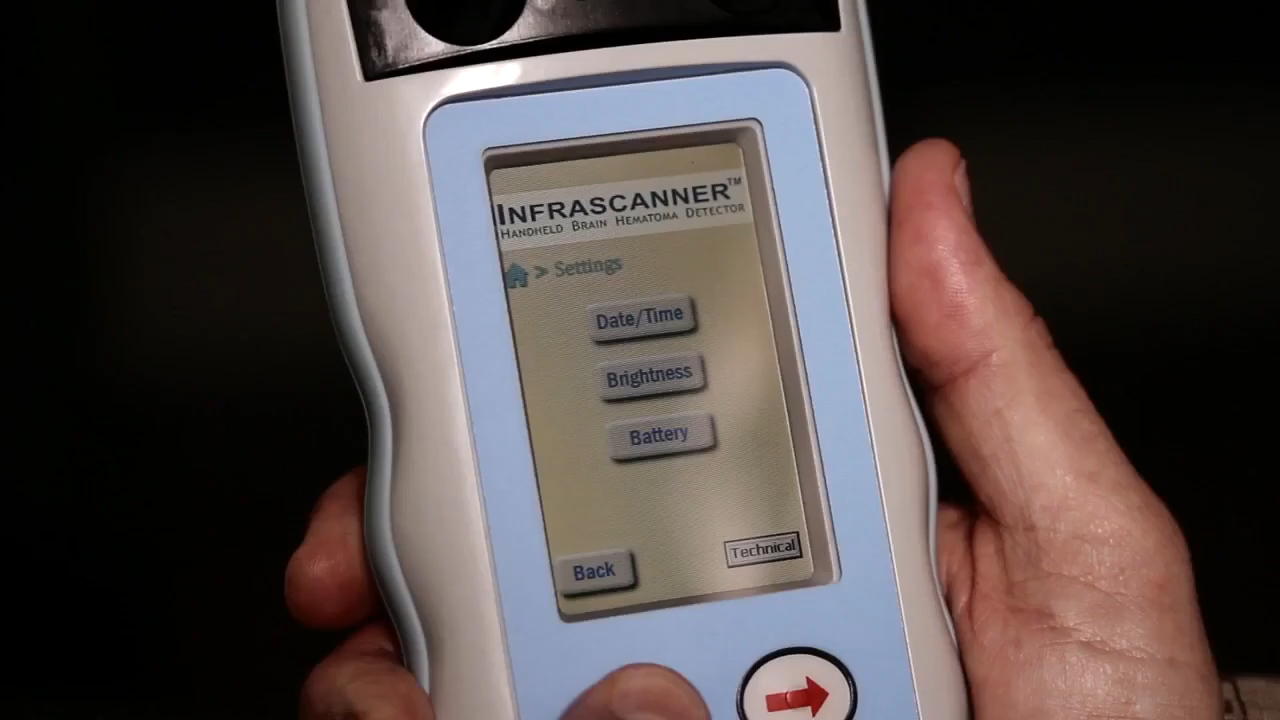 INFRASCANNER™
HANDHELD BRAIN HEMATOMA DETECTOR
> Settings
Date/Time
Brightness
Battery
Technical
Back